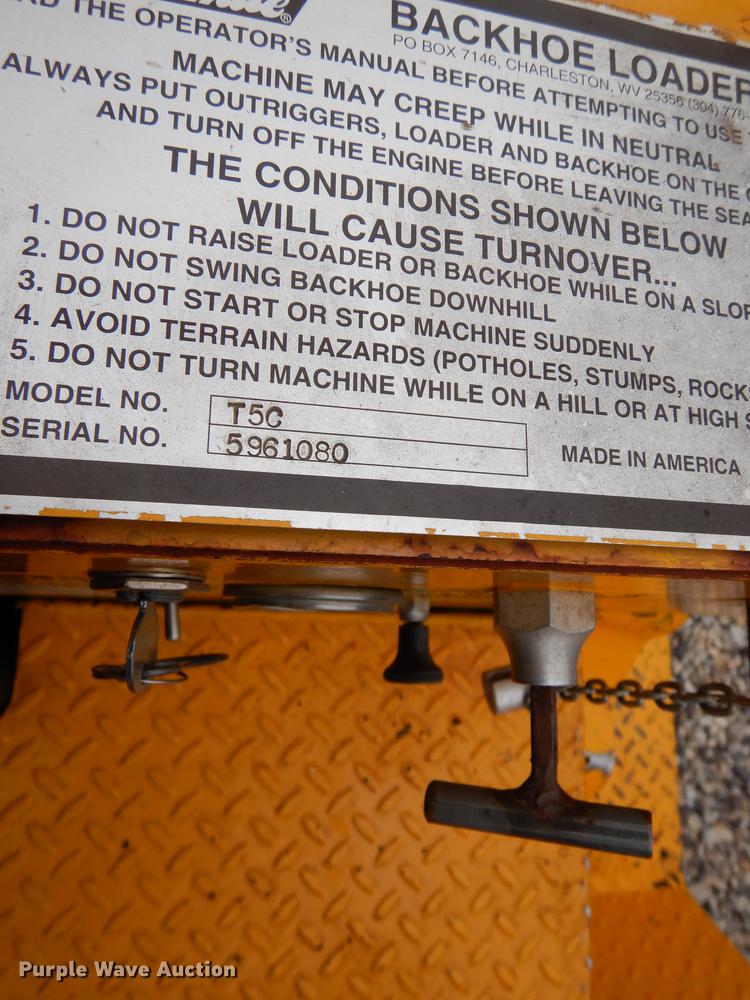 BACKHOE LOADER
PO BOX 7146, CHARLESTON, WV 25356 (304) 776-
THE OPERATOR'S MANUAL BEFORE ATTEMPTING TO USE
MACHINE MAY CREEP WHILE IN NEUTRAL
ALWAYS PUT OUTRIGGERS, LOADER AND BACKHOE ON THE
AND TURN OFF THE ENGINE BEFORE LEAVING THE SEA
THE CONDITIONS SHOWN BELOW
WILL CAUSE TURNOVER...
1. DO NOT RAISE LOADER OR BACKHOE WHILE ON A SLOP
2. DO NOT SWING BACKHOE DOWNHILL
3. DO NOT START OR STOP MACHINE SUDDENLY
4. AVOID TERRAIN HAZARDS (POTHOLES, STUMPS, ROCKS
5. DO NOT TURN MACHINE WHILE ON A HILL OR AT HIGH S
MODEL NO. T5C
SERIAL NO. 5961080
MADE IN AMERICA
Purple Wave Auction